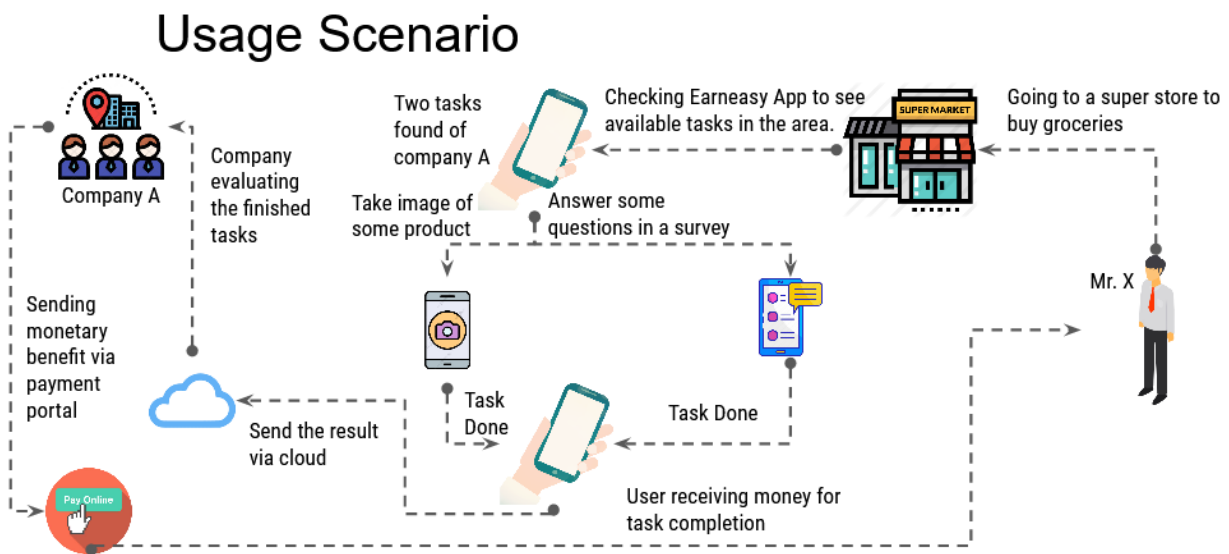 Usage Scenario
Going to a super store to
buy groceries
SUPER MARKET
Checking Earneasy App to see
available tasks in the area.
Two tasks
found of
company A
Company A
Company
evaluating
the finished
tasks
Take image of
some product
Answer some
questions in a survey
Mr. X
Sending
monetary
benefit via
payment
portal
Task
Done
Task Done
Send the result
via cloud
Pay Online
User receiving money for
task completion